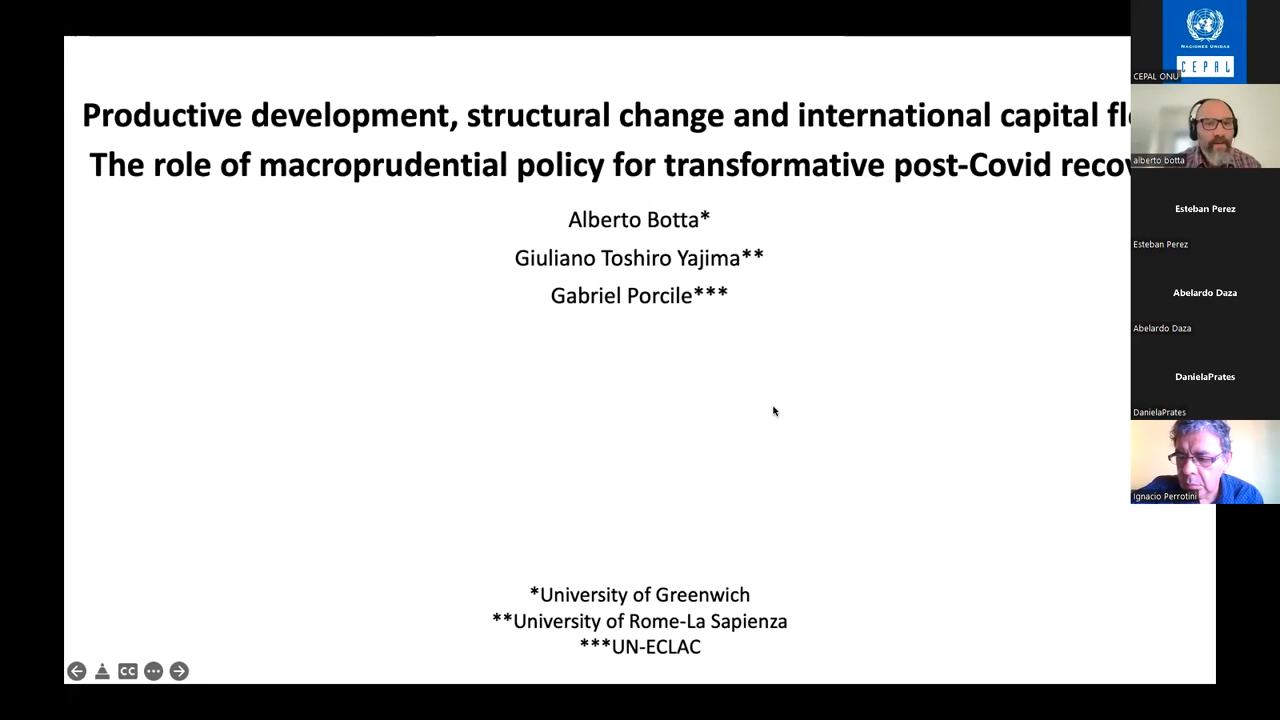 Productive development, structural change and international capital
The role of macroprudential policy for transformative post-Covid
Alberto Botta*
Giuliano Toshiro Yajima**
Gabriel Porcile***
*University of Greenwich
**University of Rome-La Sapienza
***UN-ECLAC
CC
NACIONES UNIDAS
CEPAL
CEPAL ONU
alberto botta
Esteban Perez
Esteban Perez
Abelardo Daza
Abelardo Daza
DanielaPrates
DanielaPrates
Ignacio Perrotini